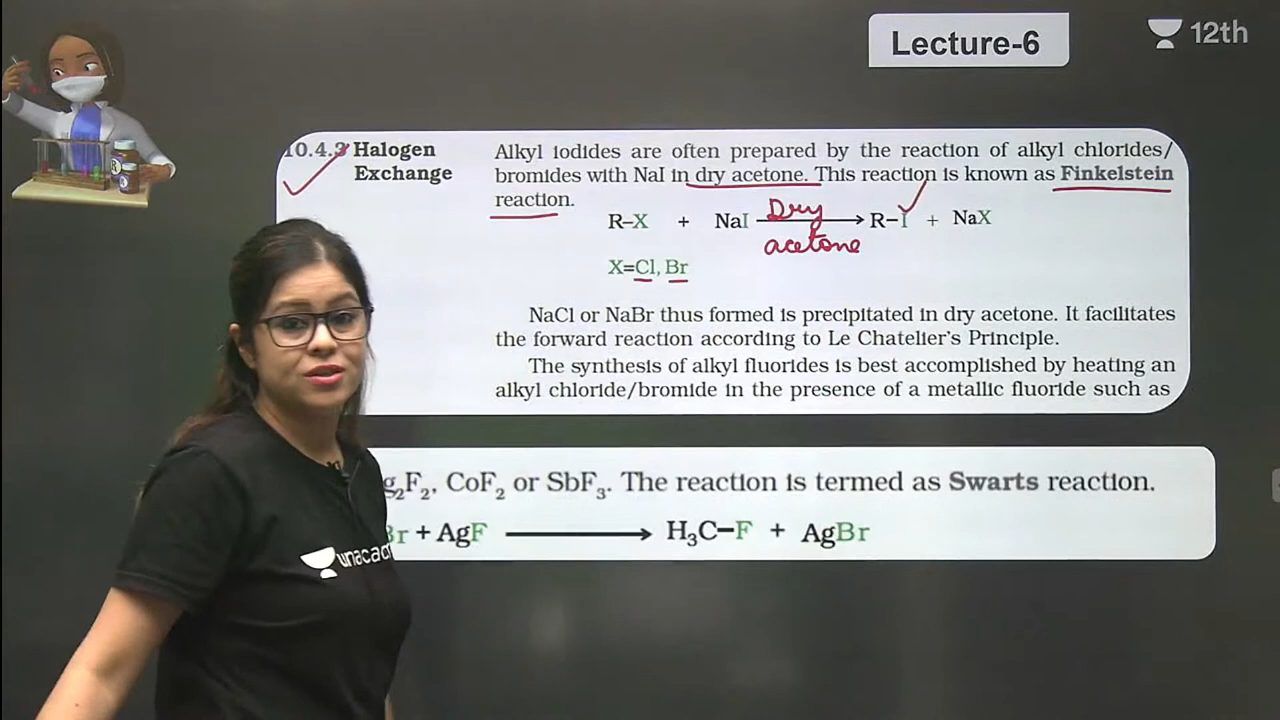 Lecture-6
12th
10.4.3 Halogen
Exchange
Alkyl iodides are often prepared by the reaction of alkyl chlorides/
bromides with NaI in dry acetone. This reaction is known as Finkelstein
reaction.
R–X + NaI ⟶ R–I + NaX
Dry
acetone
X=Cl, Br
NaCl or NaBr thus formed is precipitated in dry acetone. It facilitates
the forward reaction according to Le Chatelier's Principle.
The synthesis of alkyl fluorides is best accomplished by heating an
alkyl chloride/bromide in the presence of a metallic fluoride such as
g₂F₂, CoF₂ or SbF₃. The reaction is termed as Swarts reaction.
Br + AgF ⟶ H₃C–F + AgBr
unacad